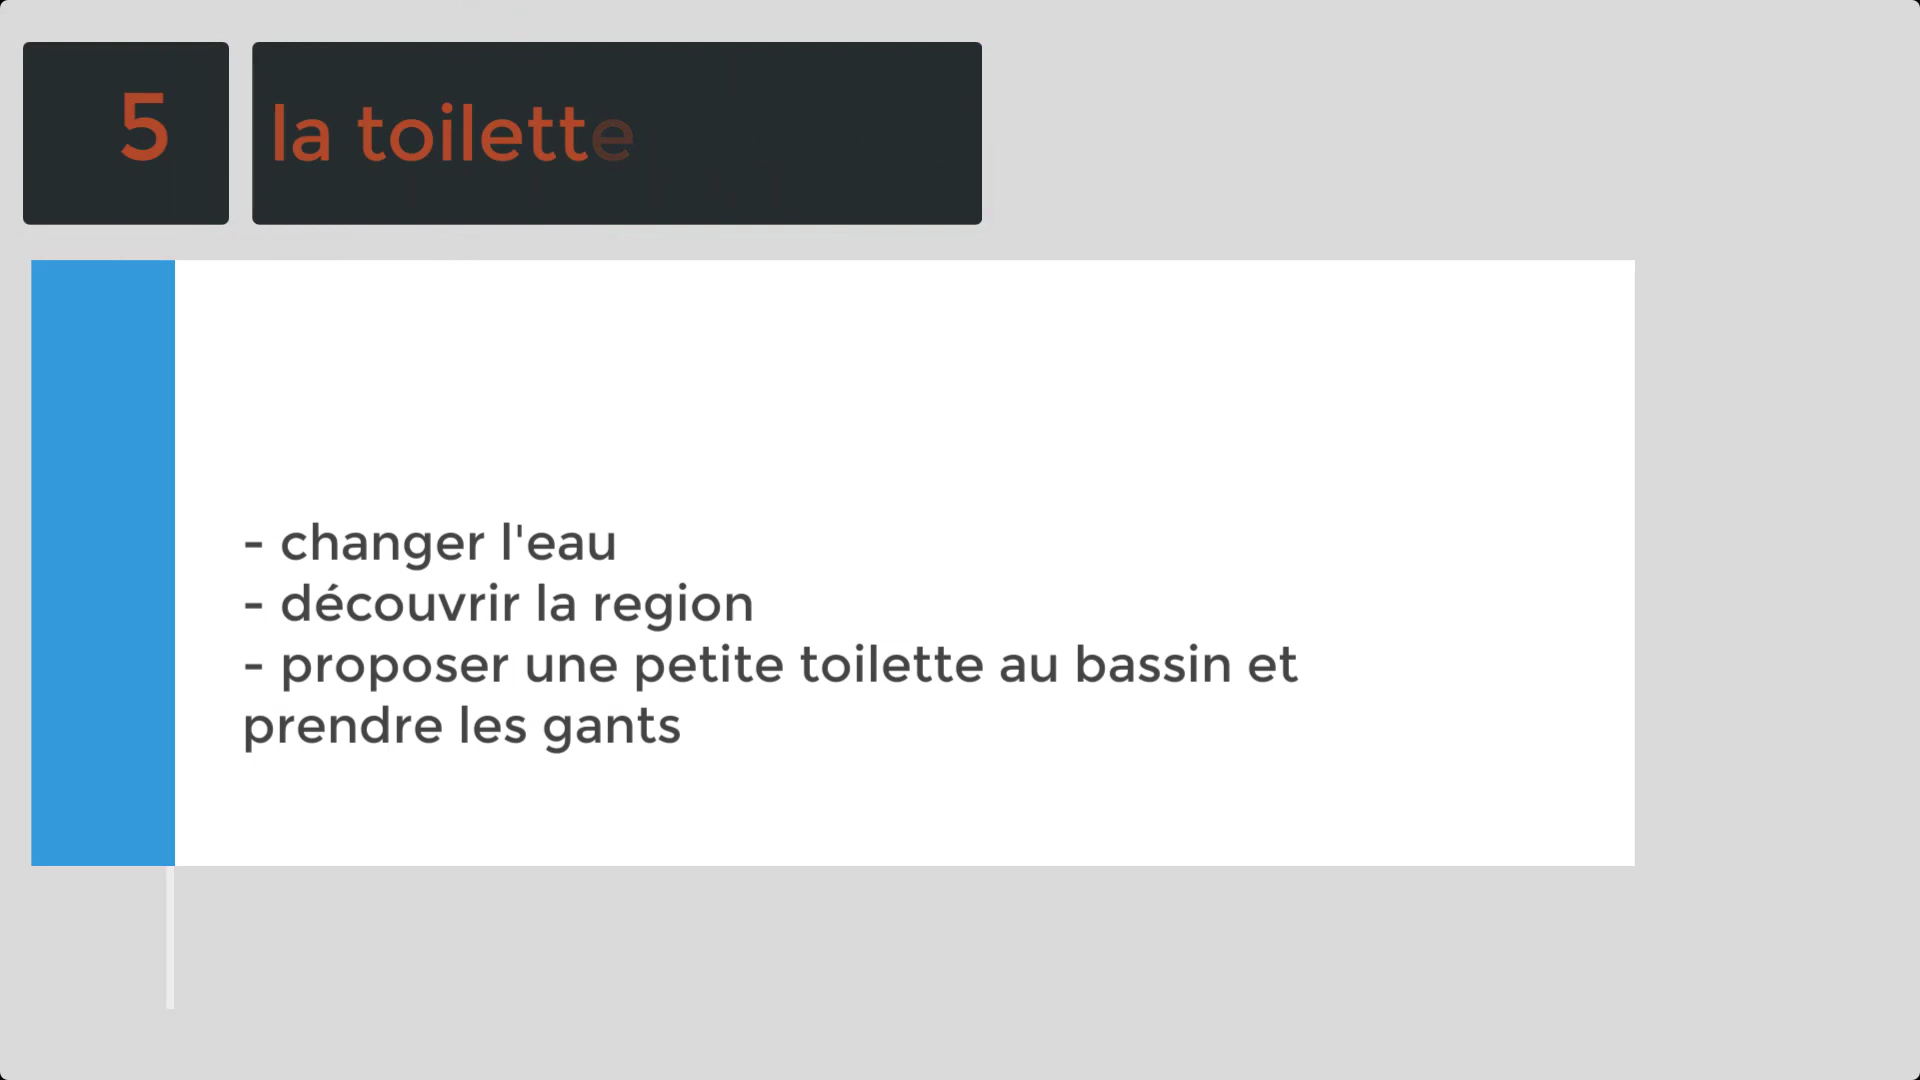 5
la toilette
- changer l'eau
- découvrir la region
- proposer une petite toilette au bassin et
prendre les gants